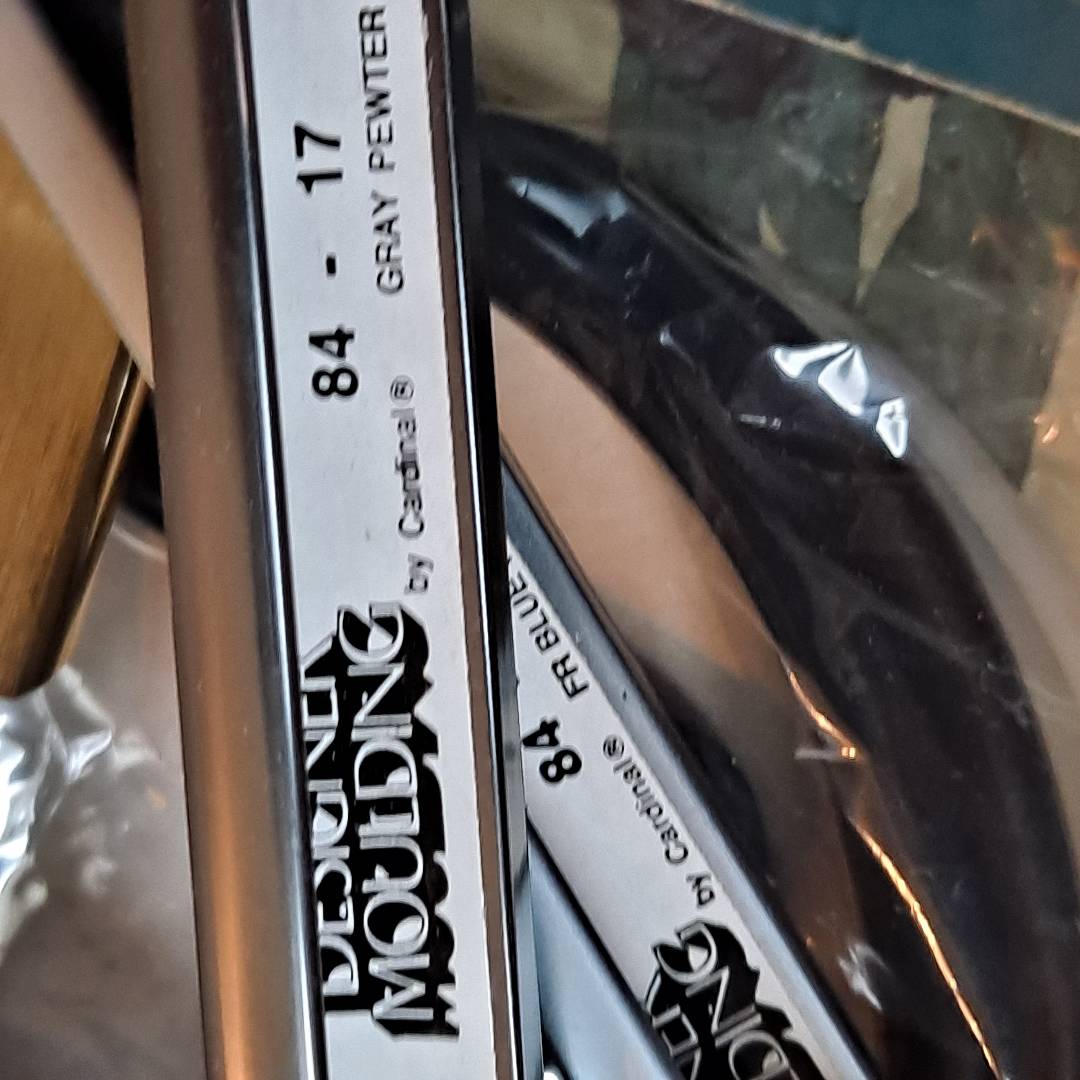 DESIGNER
MOULDING
by Cardinal®
84 - 17
GRAY PEWTER
by Cardinal®
84
FR BLUE